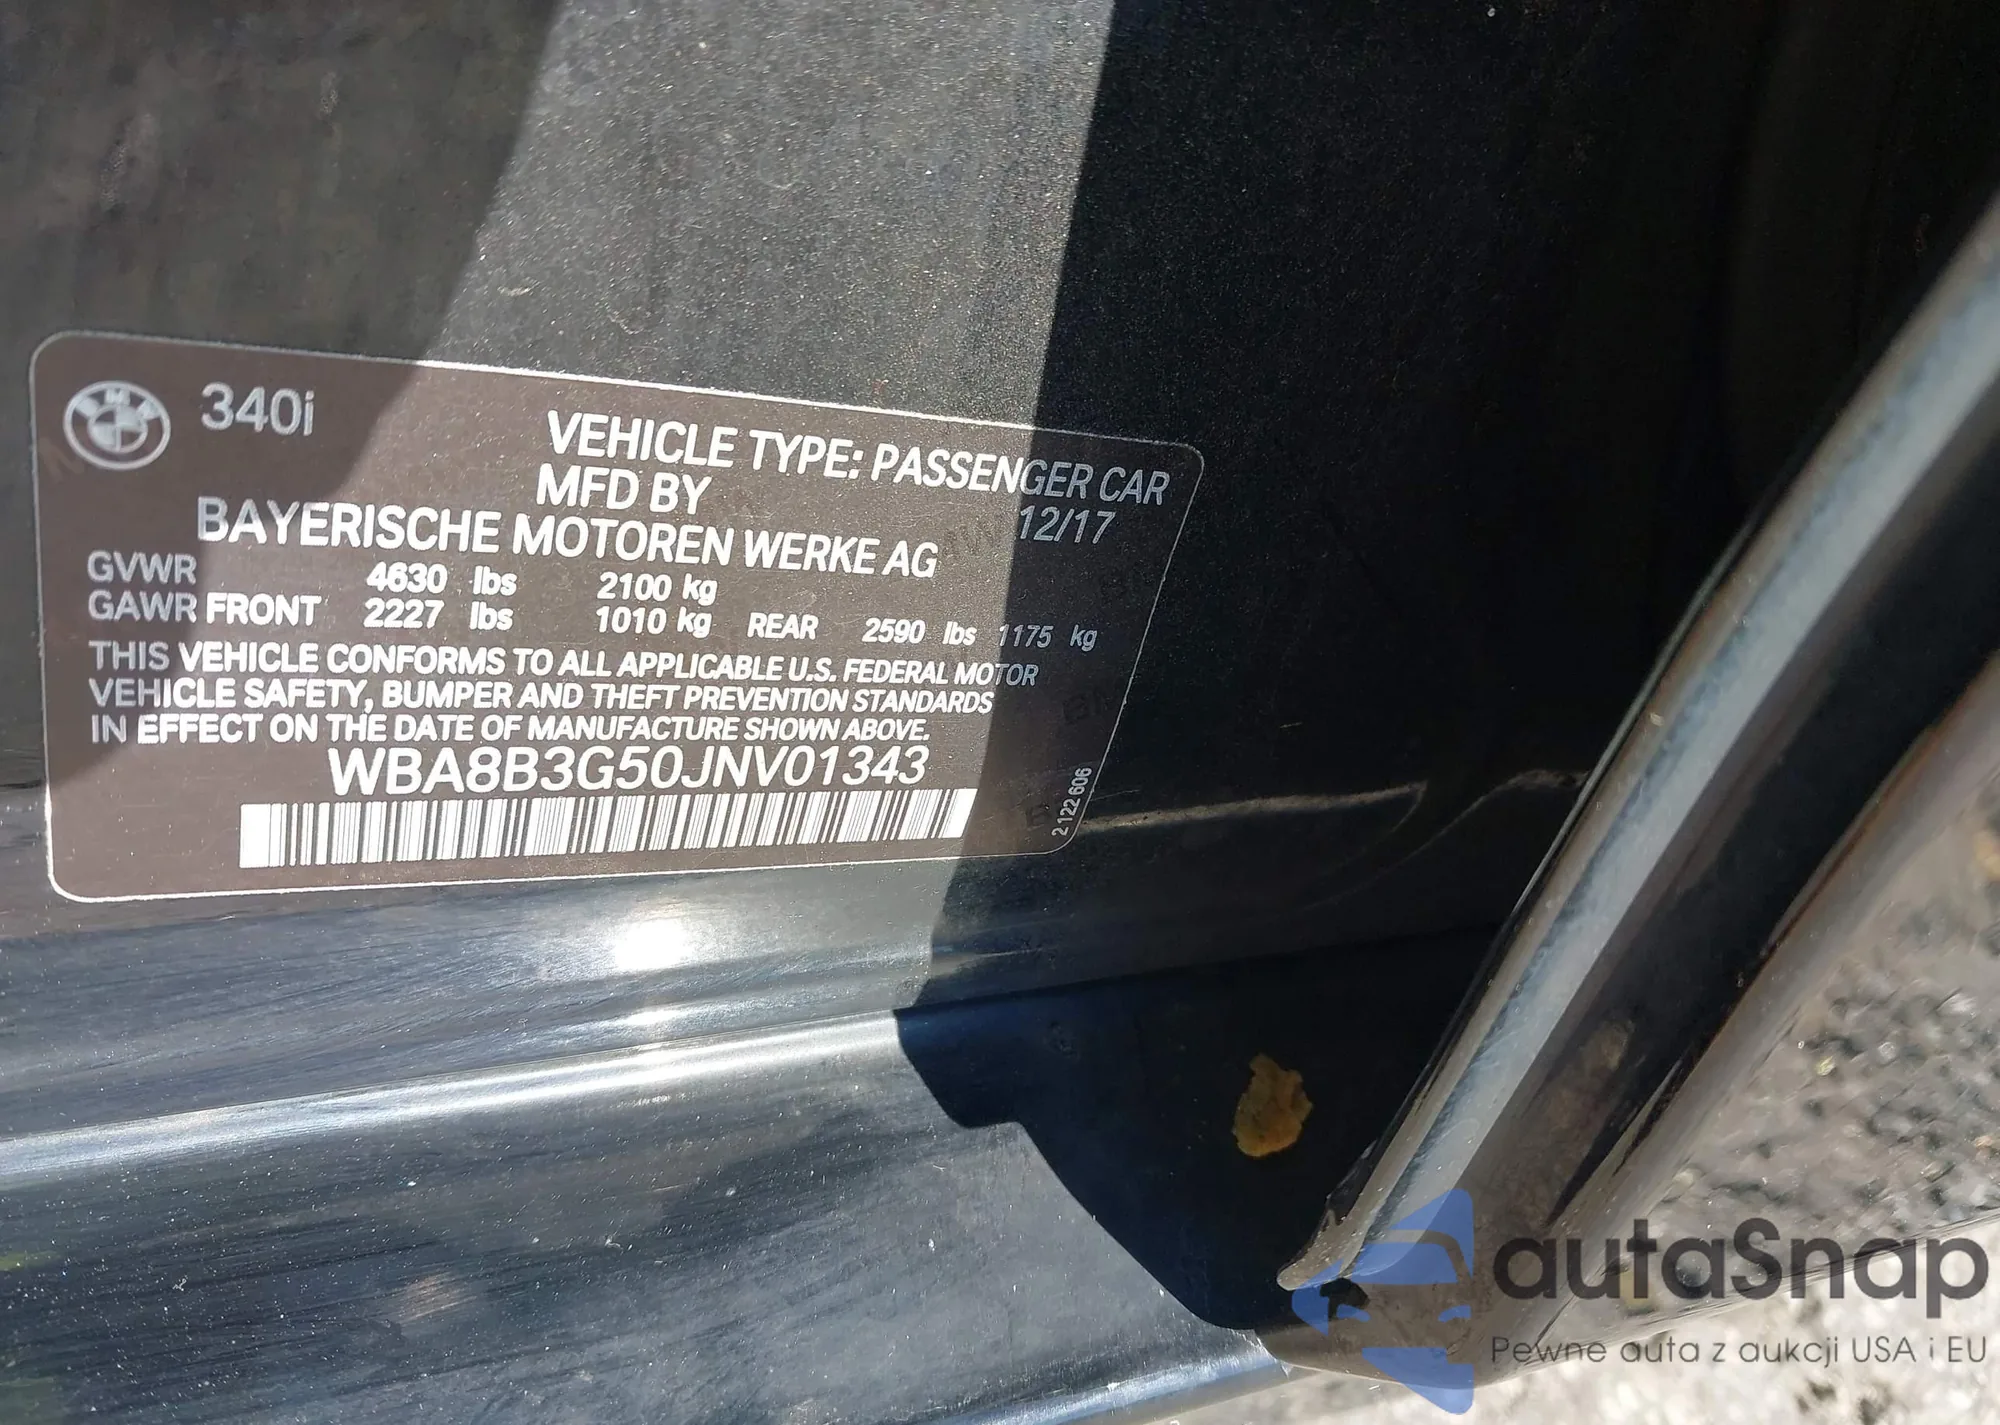 BMW
340i
VEHICLE TYPE: PASSENGER CAR
MFD BY
12/17
BAYERISCHE MOTOREN WERKE AG
GVWR 4630 lbs 2100 kg
GAWR FRONT 2227 lbs 1010 kg REAR 2590 lbs 1175 kg
THIS VEHICLE CONFORMS TO ALL APPLICABLE U.S. FEDERAL MOTOR
VEHICLE SAFETY, BUMPER AND THEFT PREVENTION STANDARDS
IN EFFECT ON THE DATE OF MANUFACTURE SHOWN ABOVE.
WBA8B3G50JNV01343
2 122 606
autaSnap
Pewne auta z aukcji USA i EU